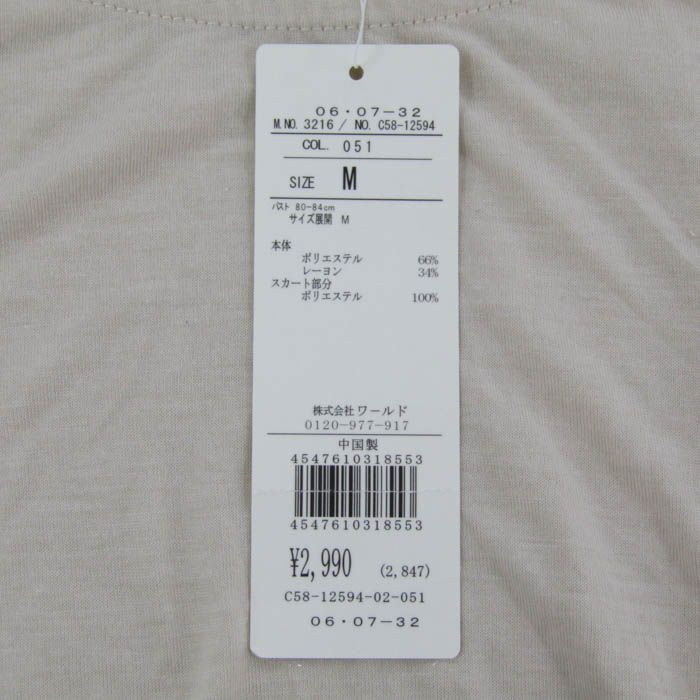 06・07-32
M.NO. 3216 / NO. C58-12594
COL. 051
SIZE M
バスト 80-84cm
サイズ展開 M
本体
ポリエステル 66%
レーヨン 34%
スカート部分
ポリエステル 100%
株式会社ワールド
0120-977-917
中国製
4547610318553
4547610318553
¥2,990 (2,847)
C58-12594-02-051
06・07-32